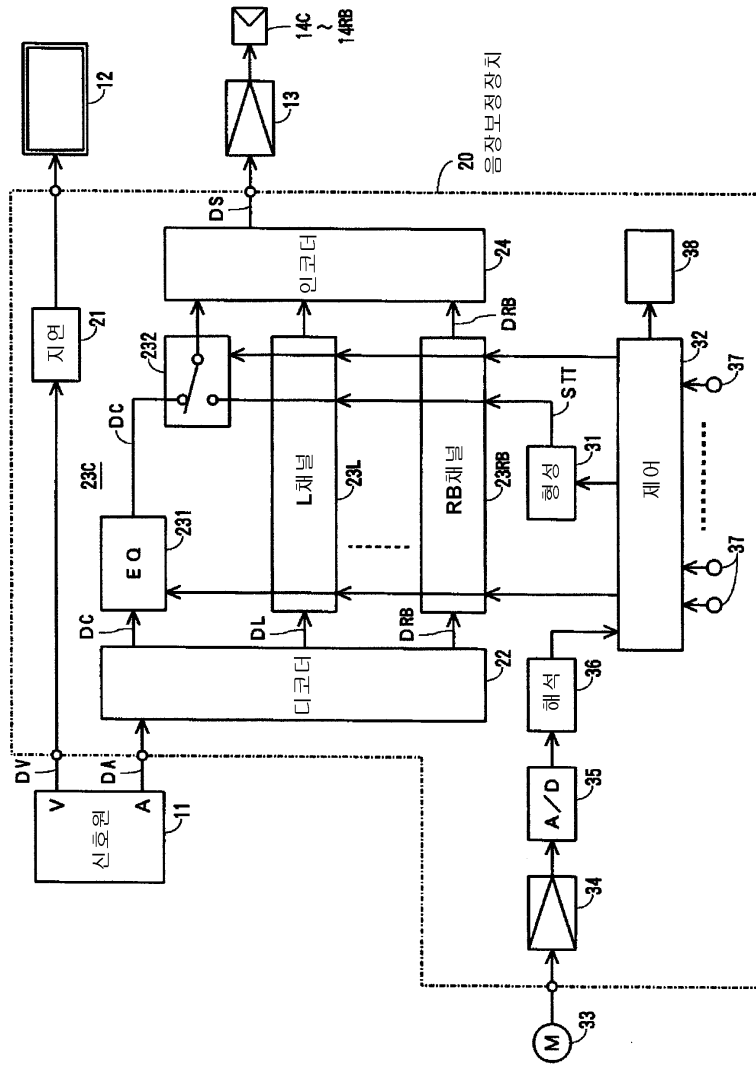 신호원
11
V
A
DV
DA
지연
21
12
디코더
22
DC
DL
DRB
23C
EQ
231
DC
232
L채널
23L
RB채널
23RB
인코더
24
DRB
DS
13
14C ~ 14RB
20
음장보정장치
M
33
34
A/D
35
해석
36
형성
31
STT
제어
32
37
37
38